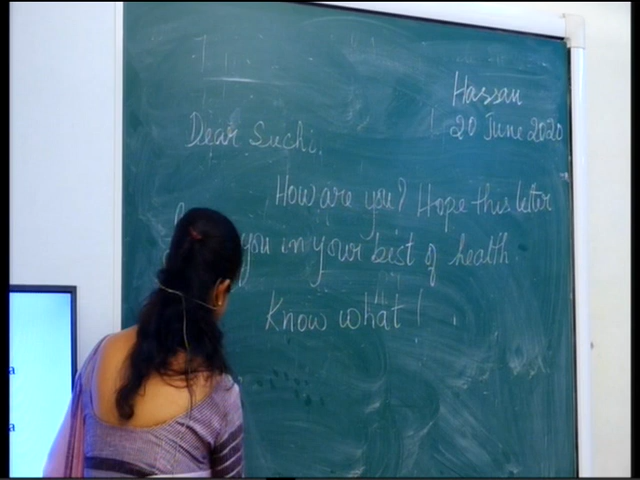 Hassan
20 June 2020
Dear Suchi,
How are you? Hope this letter
you in your best of health.
Know what!
a
a